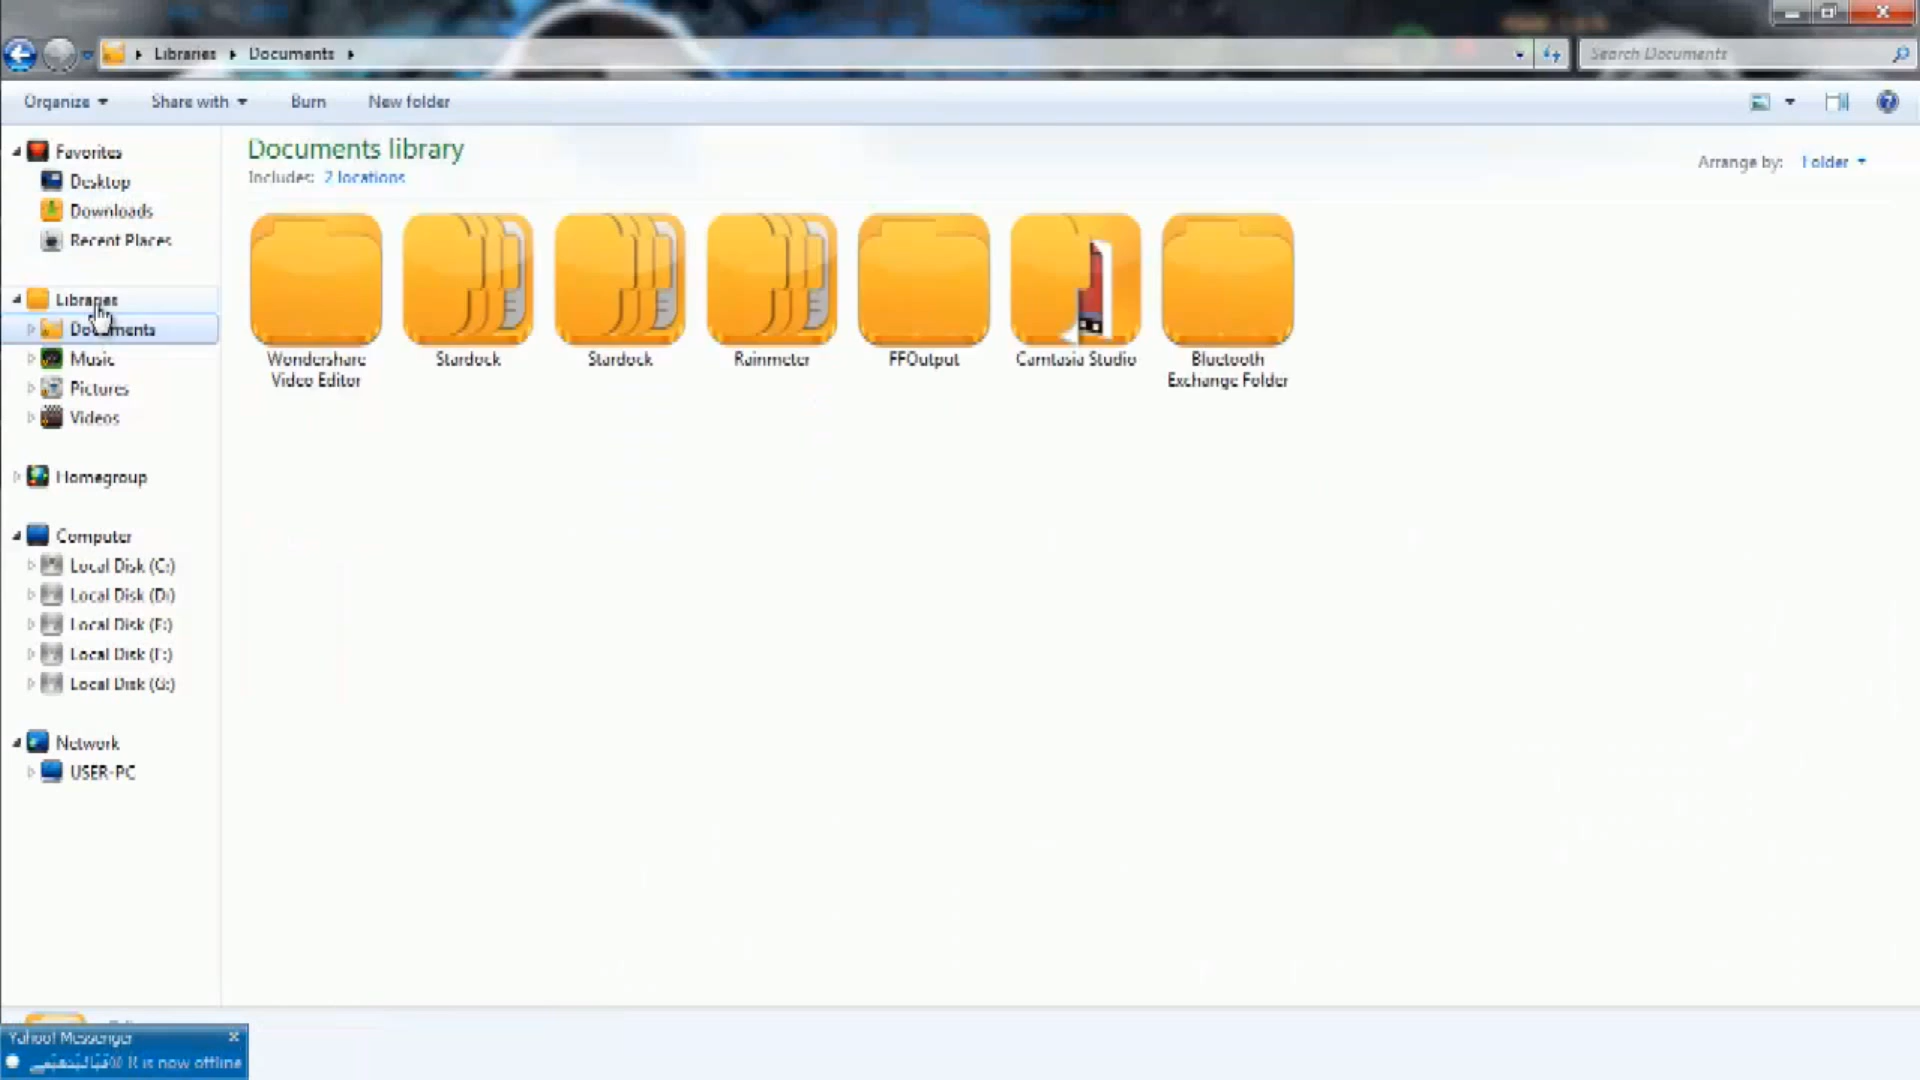 Libraries
Documents
Search Documents
Organize
Share with
Burn
New folder
Favorites
Desktop
Downloads
Recent Places
Libraries
Documents
Music
Pictures
Videos
Homegroup
Computer
Local Disk (C:)
Local Disk (D:)
Local Disk (E:)
Local Disk (F:)
Local Disk (G:)
Network
USER-PC
Documents library
Includes: 2 locations
Arrange by: Folder
Wondershare
Video Editor
Stardock
Stardock
Rainmeter
FFOutput
Camtasia Studio
Bluetooth
Exchange Folder
Yahoo! Messenger
is now offline